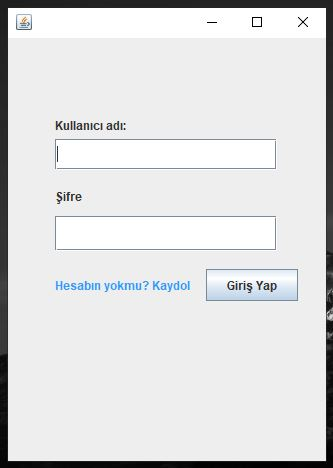 Kullanıcı adı:
Şifre
Hesabın yokmu? Kaydol
Giriş Yap